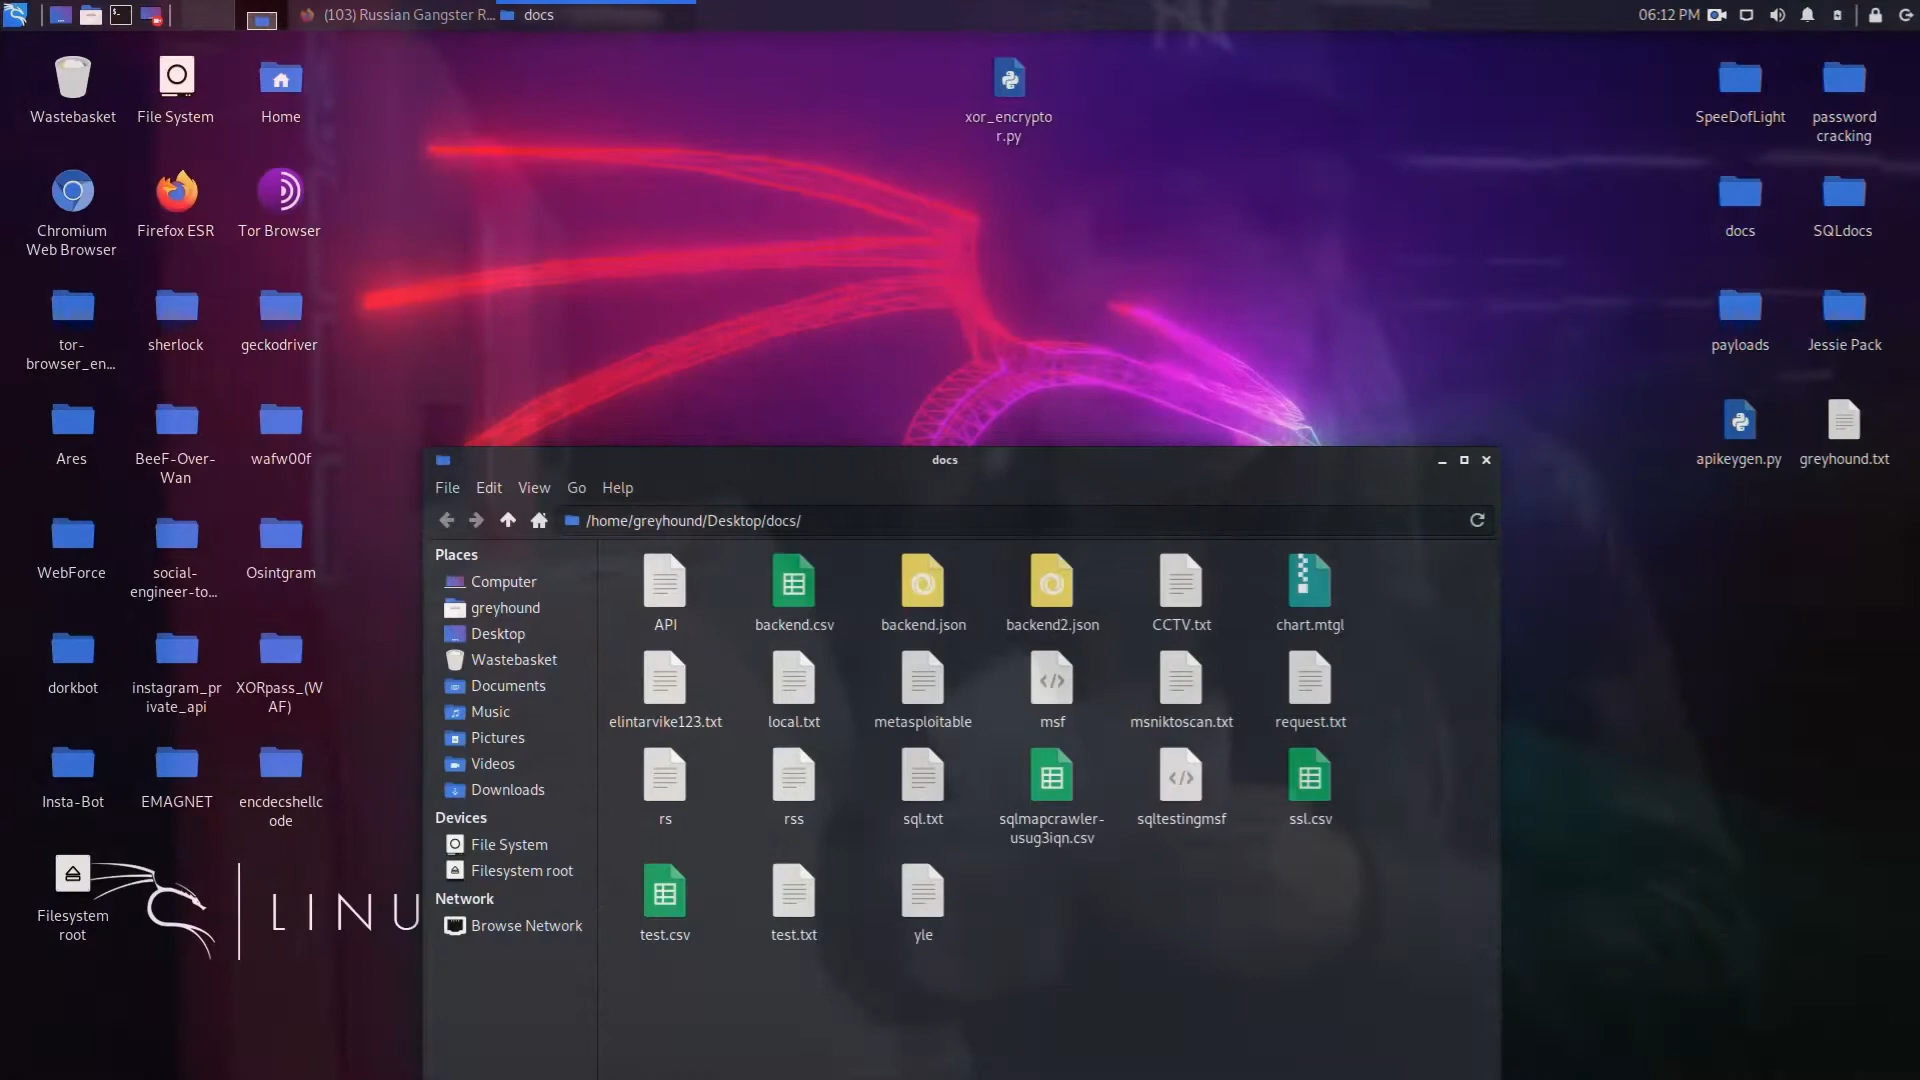 (103) Russian Gangster R...
docs
06:12 PM
Wastebasket
File System
Home
xor_encrypto
r.py
SpeeDofLight
password
cracking
Chromium
Web Browser
Firefox ESR
Tor Browser
docs
SQLdocs
tor-
browser_en...
sherlock
geckodriver
payloads
Jessie Pack
Ares
BeeF-Over-
Wan
wafw00f
apikeygen.py
greyhound.txt
WebForce
social-
engineer-to...
Osintgram
dorkbot
instagram_pr
ivate_api
XORpass_(W
AF)
Insta-Bot
EMAGNET
encdecshellc
ode
Filesystem
root
LINU
docs
File Edit View Go Help
/home/greyhound/Desktop/docs/
Places
Computer
greyhound
Desktop
Wastebasket
Documents
Music
Pictures
Videos
Downloads
Devices
File System
Filesystem root
Network
Browse Network
API
backend.csv
backend.json
backend2.json
CCTV.txt
chart.mtgl
elintarvike123.txt
local.txt
metasploitable
msf
msniktoscan.txt
request.txt
rs
rss
sql.txt
sqlmapcrawler-
usug3iqn.csv
sqltestingmsf
ssl.csv
test.csv
test.txt
yle